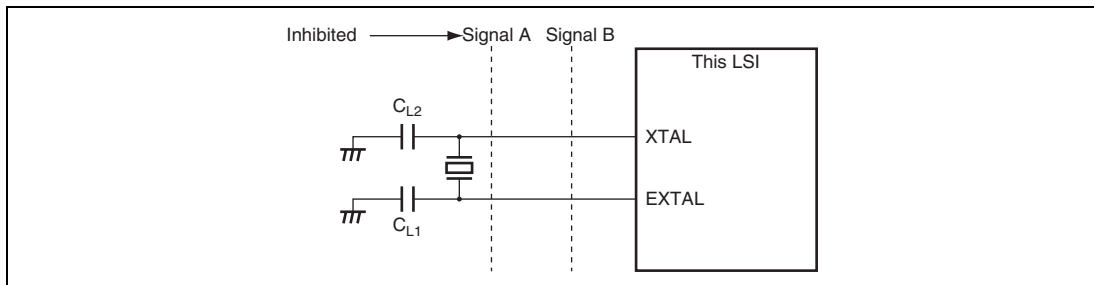 Inhibited Signal A Signal B
This LSI
CL2
XTAL
EXTAL
CL1